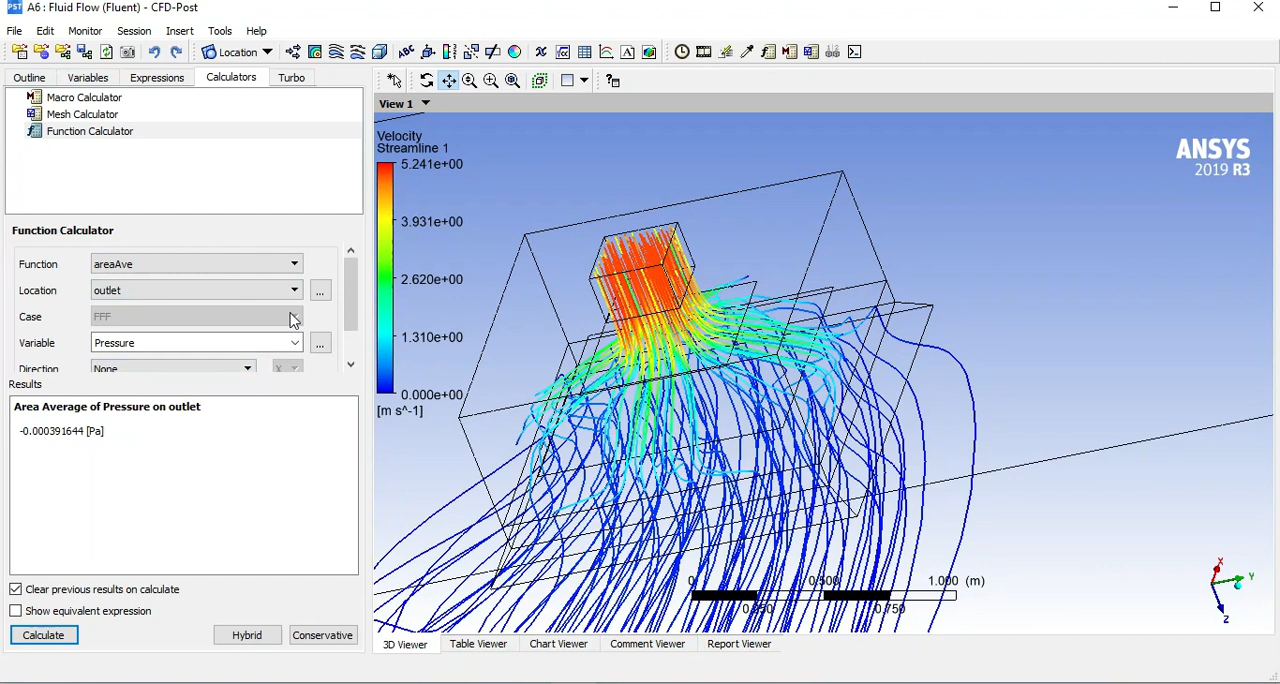 PST A6 : Fluid Flow (Fluent) - CFD-Post
File Edit Monitor Session Insert Tools Help
Location
Outline Variables Expressions Calculators Turbo
Macro Calculator
Mesh Calculator
Function Calculator
Function Calculator
Function areaAve
Location outlet ...
Case FFF
Variable Pressure ...
Direction None X
Results
Area Average of Pressure on outlet
-0.000391644 [Pa]
Clear previous results on calculate
Show equivalent expression
Calculate Hybrid Conservative
View 1
Velocity
Streamline 1
5.241e+00
3.931e+00
2.620e+00
1.310e+00
0.000e+00
[m s^-1]
ANSYS
2019 R3
0 0.500 1.000 (m)
0.250 0.750
X
Y
Z
3D Viewer Table Viewer Chart Viewer Comment Viewer Report Viewer